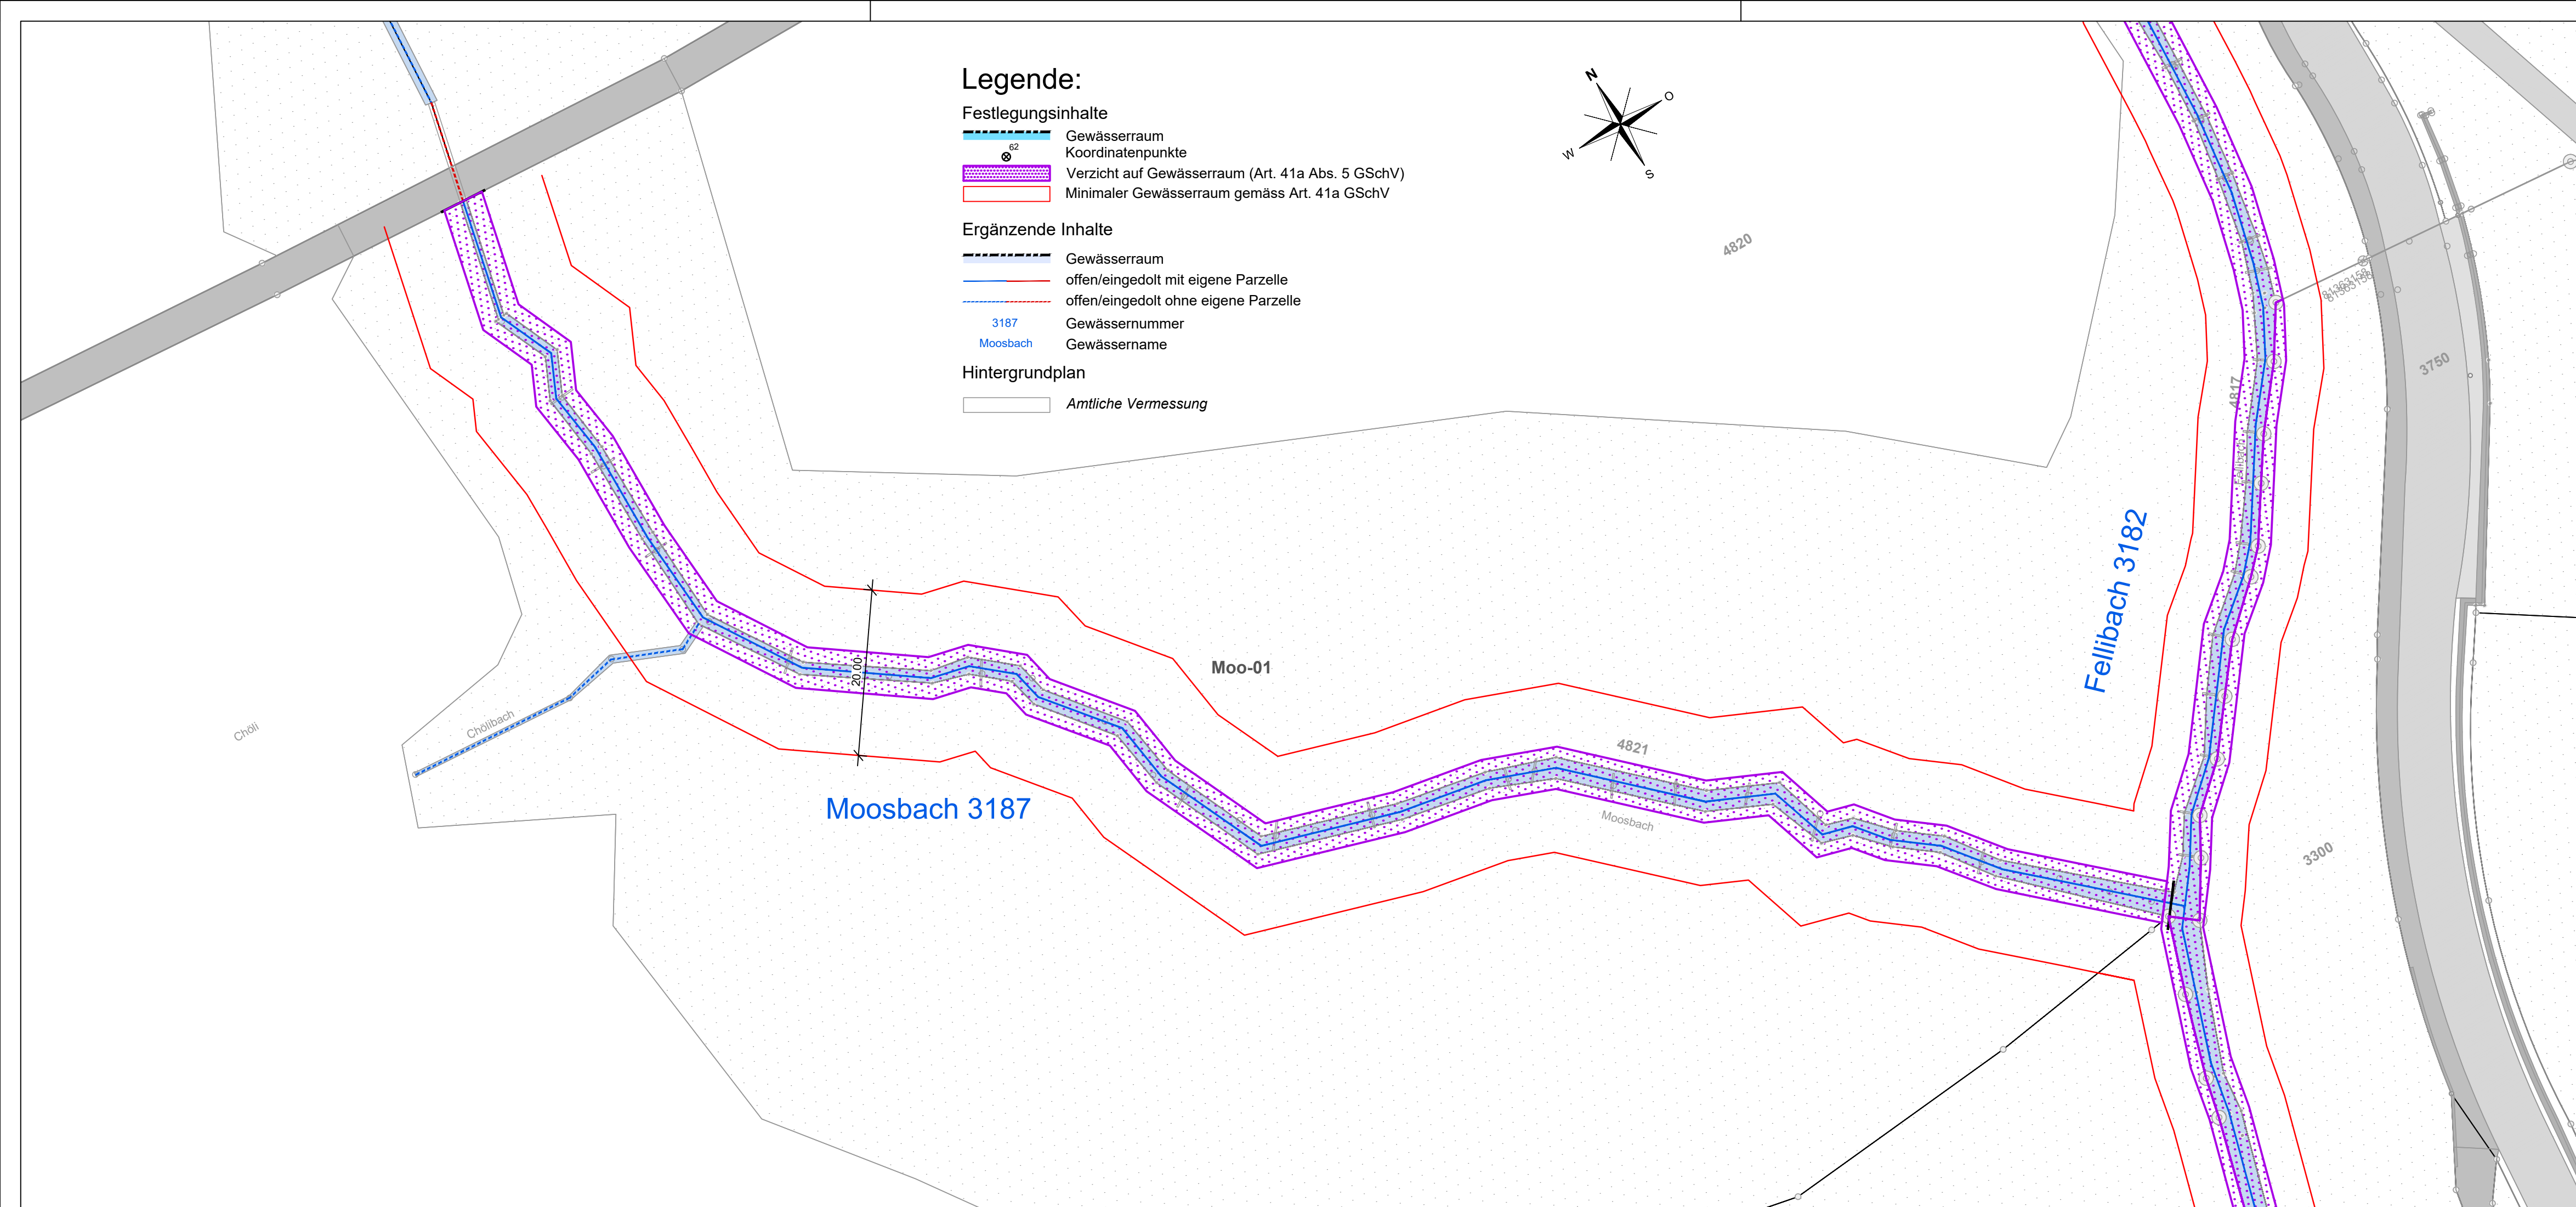 Legende:
Festlegungsinhalte
Gewässerraum
62
Koordinatenpunkte
Verzicht auf Gewässerraum (Art. 41a Abs. 5 GSchV)
Minimaler Gewässerraum gemäss Art. 41a GSchV
Ergänzende Inhalte
Gewässerraum
offen/eingedolt mit eigene Parzelle
offen/eingedolt ohne eigene Parzelle
3187 Gewässernummer
Moosbach Gewässername
Hintergrundplan
Amtliche Vermessung
N
O
W
S
4820
3750
4817
Fellibach
Fellibach 3182
20.00
Moo-01
Chöli
Chölibach
4821
Moosbach 3187
Moosbach
3300